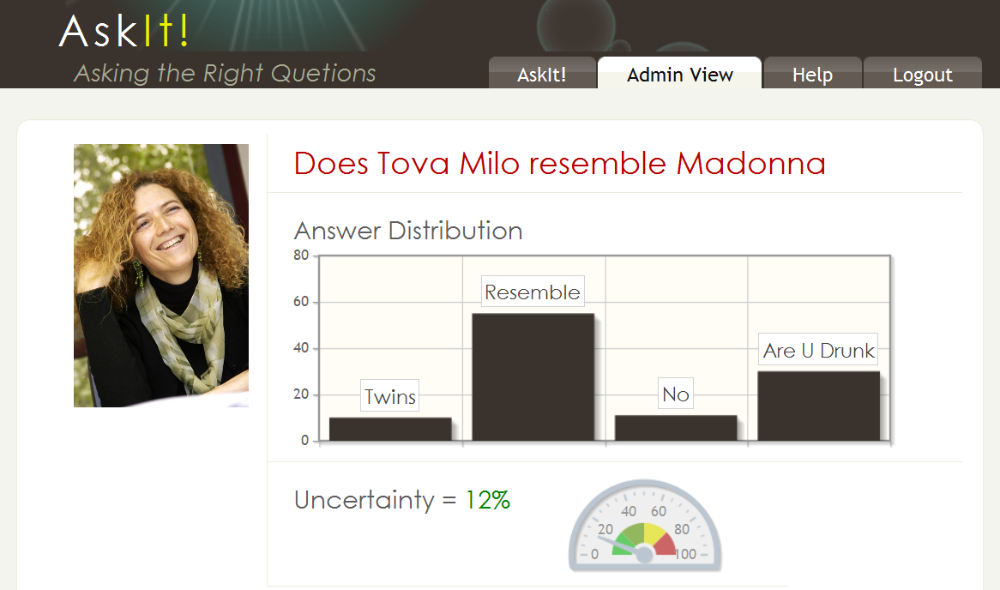 AskIt!
Asking the Right Quetions
AskIt!
Admin View
Help
Logout
Does Tova Milo resemble Madonna
Answer Distribution
80
60
40
20
0
Twins
Resemble
No
Are U Drunk
Uncertainty = 12%
0
20
40
60
80
100